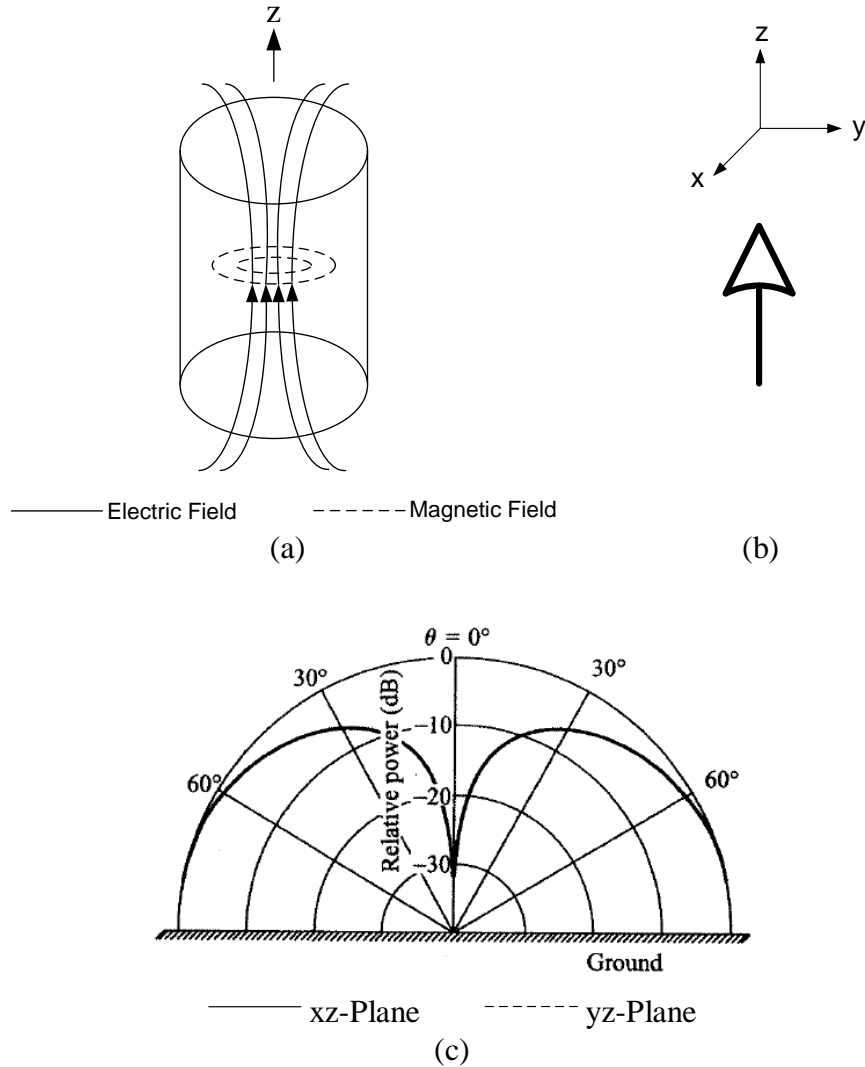 z
z
y
x
Electric Field
Magnetic Field
(a)
(b)
θ = 0°
0
30°
30°
Relative power (dB)
−10
60°
60°
−20
−30
Ground
xz-Plane
yz-Plane
(c)